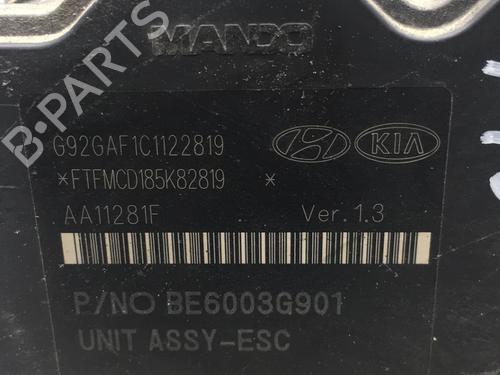 MANDO
G92GAF1C1122819
*FTFMCD185K82819 *
KIA
AA11281F Ver. 1.3
P/NO BE6003G901
UNIT ASSY-ESC
B-PARTS